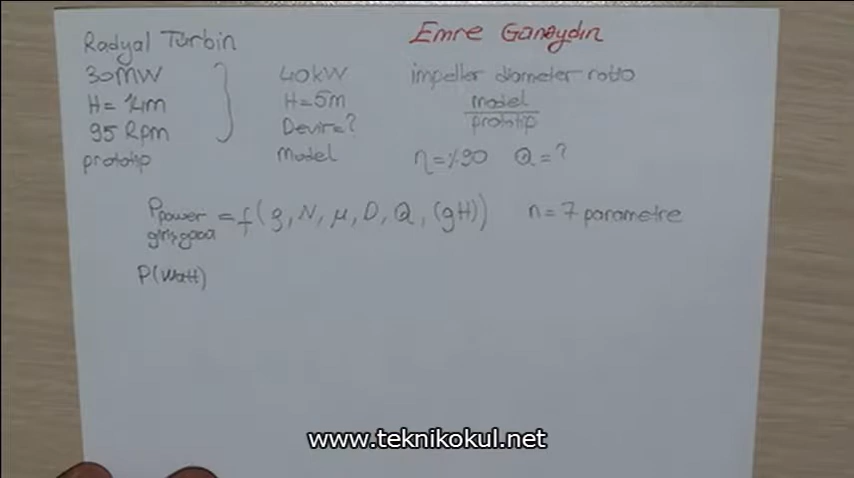 Radyal Türbin
Emre Günaydın
30MW
40kW
impeller diameter ratio
H = 14m
H = 5m
model
95 Rpm
Devir = ?
prototip
prototip
Model
η = %90 Q = ?
Ppower = f(ρ, N, μ, D, Q, (gH)) n = 7 parametre
giriş gücü
P(Watt)
www.teknikokul.net